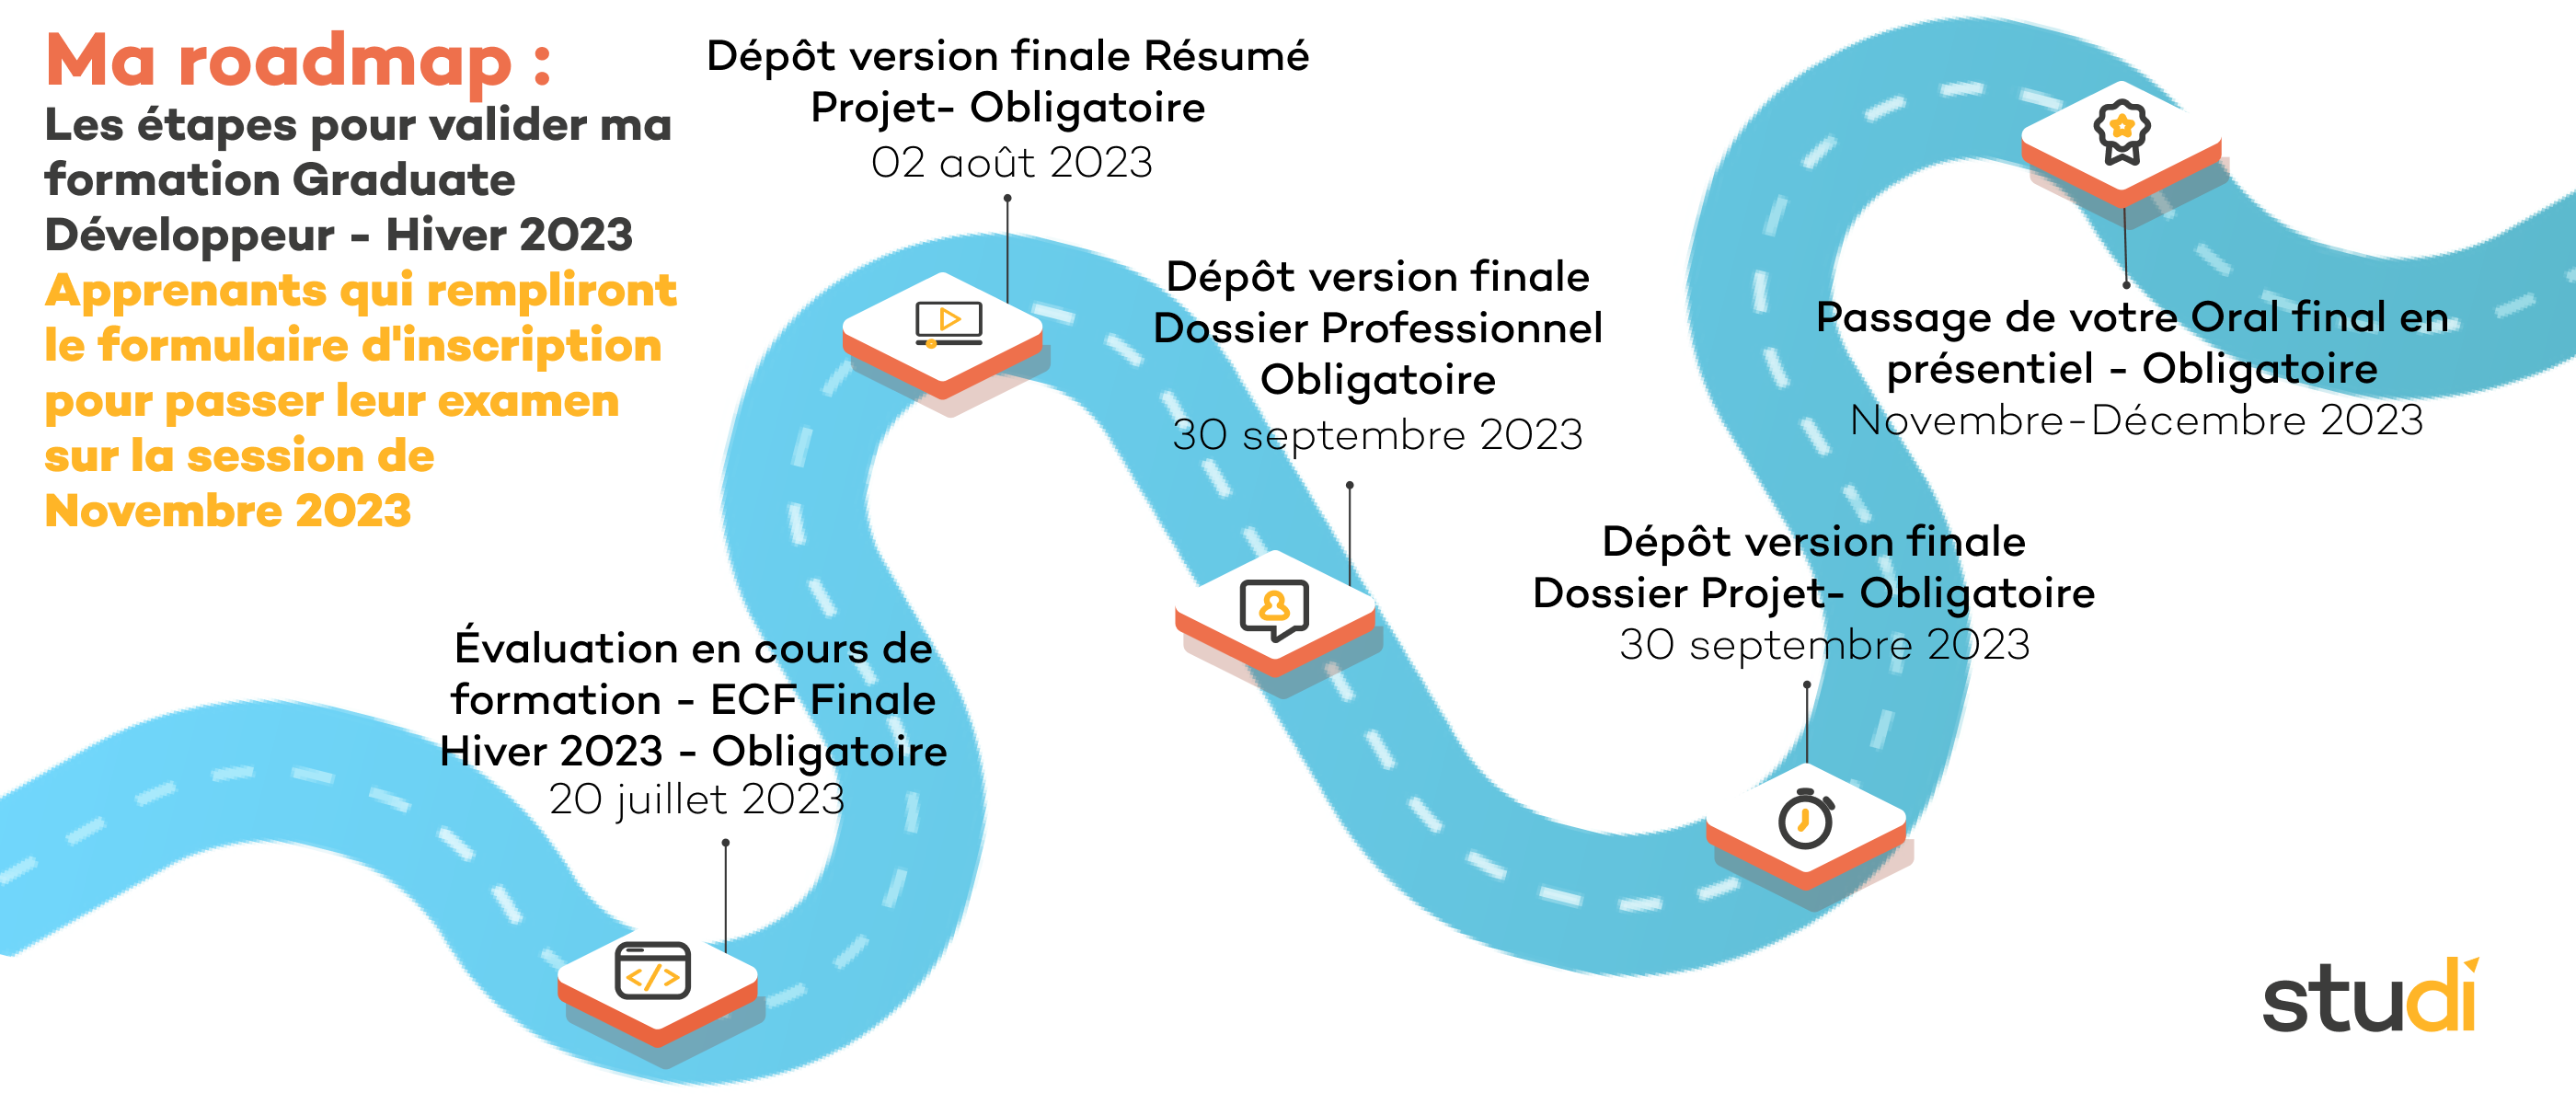 Ma roadmap :
Les étapes pour valider ma
formation Graduate
Développeur - Hiver 2023
Apprenants qui rempliront
le formulaire d'inscription
pour passer leur examen
sur la session de
Novembre 2023
Évaluation en cours de
formation - ECF Finale
Hiver 2023 - Obligatoire
20 juillet 2023
Dépôt version finale Résumé
Projet- Obligatoire
02 août 2023
Dépôt version finale
Dossier Professionnel
Obligatoire
30 septembre 2023
Dépôt version finale
Dossier Projet- Obligatoire
30 septembre 2023
Passage de votre Oral final en
présentiel - Obligatoire
Novembre-Décembre 2023
</>
studi